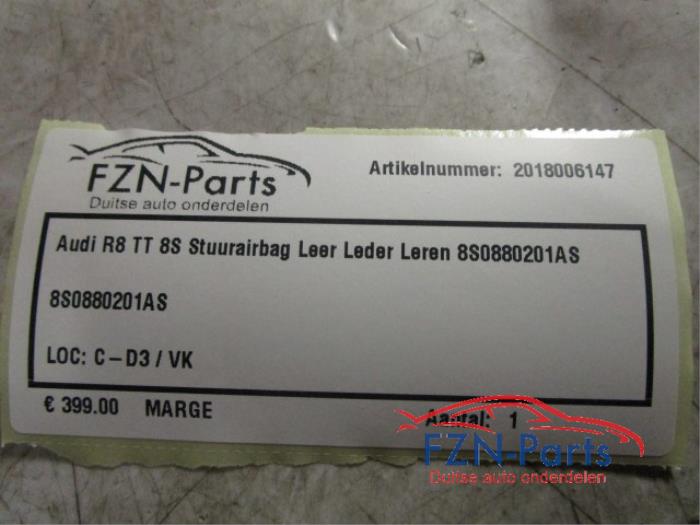 FZN-Parts
Duitse auto onderdelen
Artikelnummer: 2018006147
Audi R8 TT 8S Stuurairbag Leer Leder Leren 8S0880201AS
8S0880201AS
LOC: C-D3 / VK
€ 399.00 MARGE
Aantal: 1
FZN-Parts
Duitse auto onderdelen